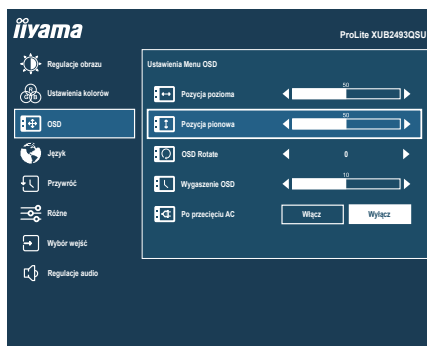 iiyama
ProLite XUB2493QSU
Regulacje obrazu
Ustawienia kolorów
OSD
Język
Przywróć
Różne
Wybór wejść
Regulacje audio
Ustawienia Menu OSD
Pozycja pozioma 50
Pozycja pionowa 50
OSD Rotate 0
Wygaszenie OSD 10
Po przecięciu AC Włącz Wyłącz